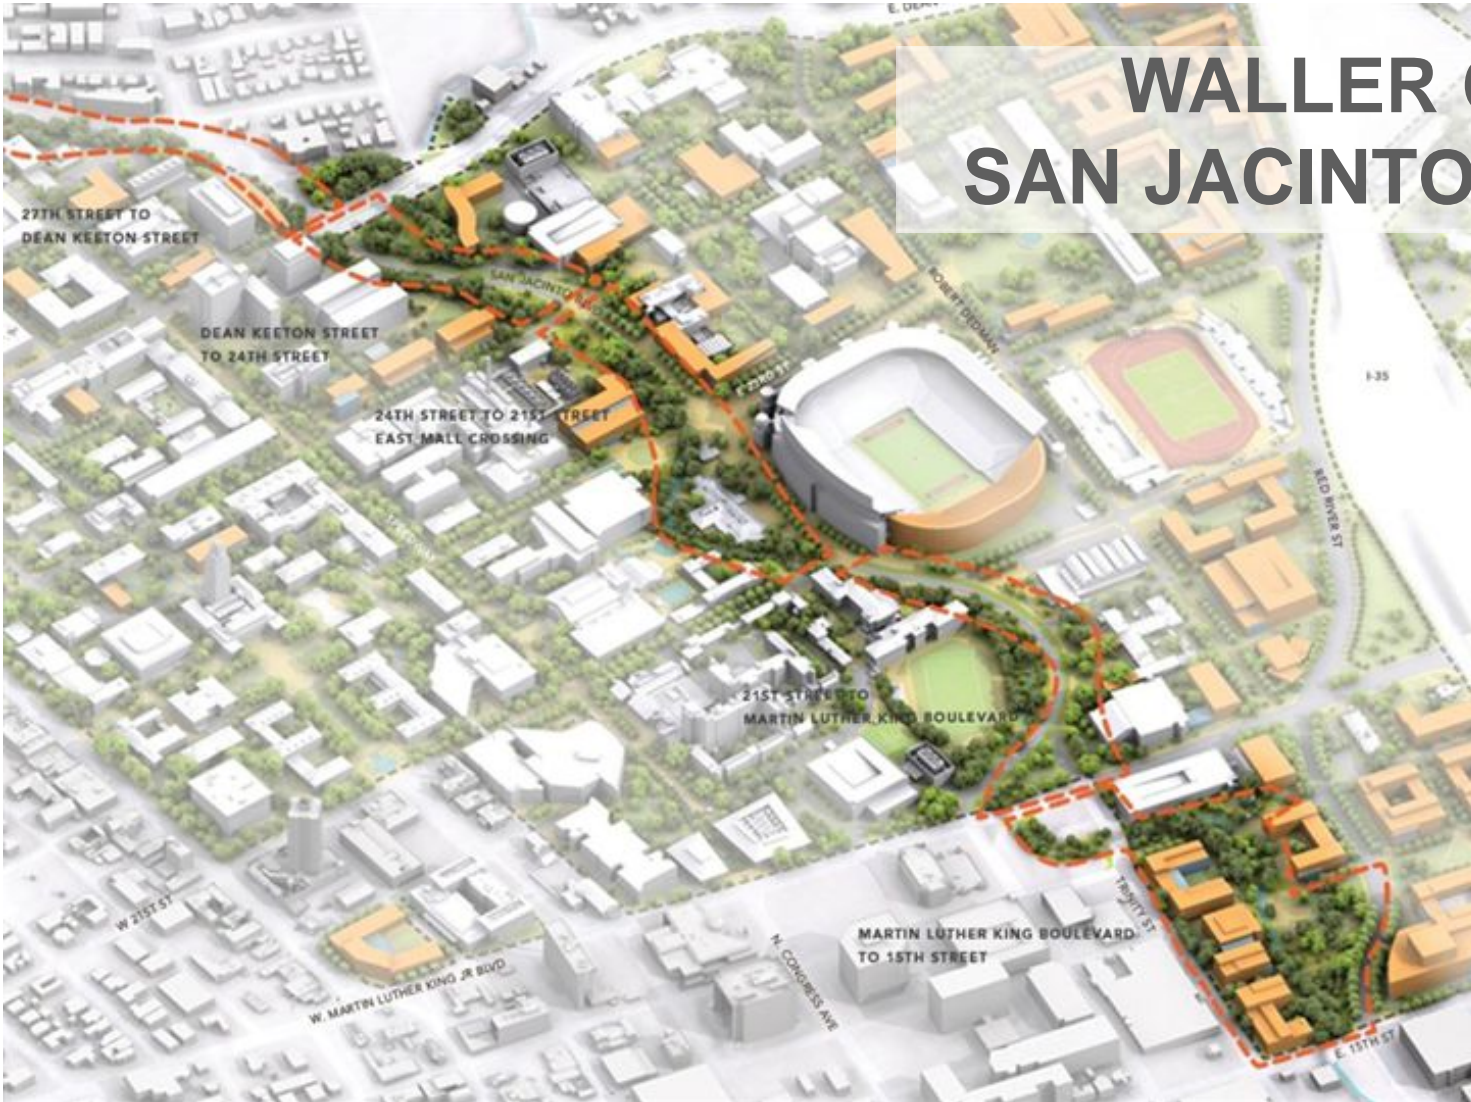 E. DEA
WALLER C
SAN JACINTO
27TH STREET TO
DEAN KEETON STREET
SAN JACINTO
ROBERT DEDMAN
DEAN KEETON STREET
TO 24TH STREET
E 23RD ST
I-35
24TH STREET TO 21ST STREET
EAST MALL CROSSING
RED RIVER ST
21ST STREET TO
MARTIN LUTHER KING BOULEVARD
TRINITY ST
W 21ST ST
MARTIN LUTHER KING BOULEVARD
TO 15TH STREET
N. CONGRESS AVE
W. MARTIN LUTHER KING JR BLVD
E. 15TH ST